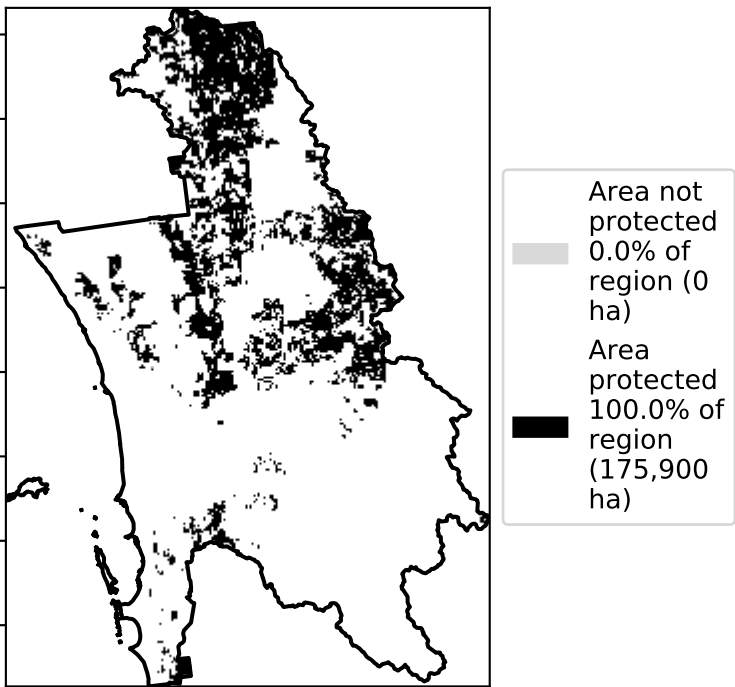 Area not
protected
0.0% of
region (0
ha)
Area
protected
100.0% of
region
(175,900
ha)